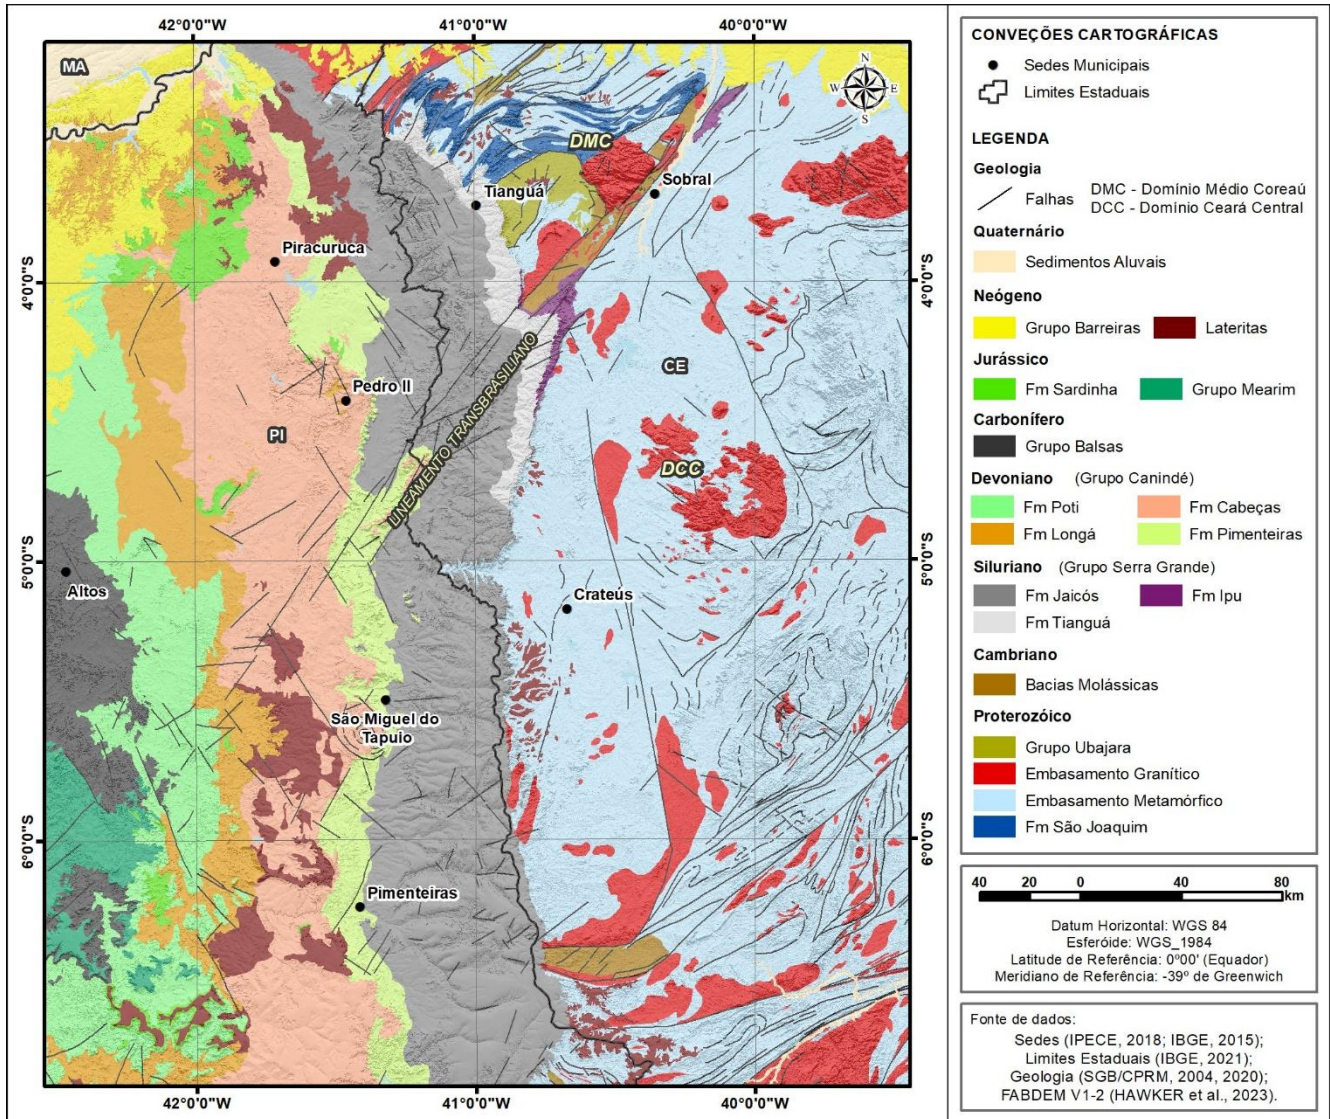 42°0'0"W
41°0'0"W
40°0'0"W
MA
DMC
Sobral
Tianguá
Piracuruca
4°0'0"S
4°0'0"S
CE
Pedro II
PI
LINEAMENTO TRANSBRASILIANO
DCC
5°0'0"S
5°0'0"S
Altos
Crateús
São Miguel do
Tapuio
6°0'0"S
6°0'0"S
Pimenteiras
42°0'0"W
41°0'0"W
40°0'0"W
N
W
E
S
CONVEÇÕES CARTOGRÁFICAS
Sedes Municipais
Limites Estaduais
LEGENDA
Geologia
Falhas
DMC - Domínio Médio Coreaú
DCC - Domínio Ceará Central
Quaternário
Sedimentos Aluvais
Neógeno
Grupo Barreiras Lateritas
Jurássico
Fm Sardinha Grupo Mearim
Carbonífero
Grupo Balsas
Devoniano (Grupo Canindé)
Fm Poti Fm Cabeças
Fm Longá Fm Pimenteiras
Siluriano (Grupo Serra Grande)
Fm Jaicós Fm Ipu
Fm Tianguá
Cambriano
Bacias Molássicas
Proterozóico
Grupo Ubajara
Embasamento Granítico
Embasamento Metamórfico
Fm São Joaquim
40 20 0 40 80
km
Datum Horizontal: WGS 84
Esferóide: WGS_1984
Latitude de Referência: 0º00' (Equador)
Meridiano de Referência: -39º de Greenwich
Fonte de dados:
Sedes (IPECE, 2018; IBGE, 2015);
Limites Estaduais (IBGE, 2021);
Geologia (SGB/CPRM, 2004, 2020);
FABDEM V1-2 (HAWKER et al., 2023).